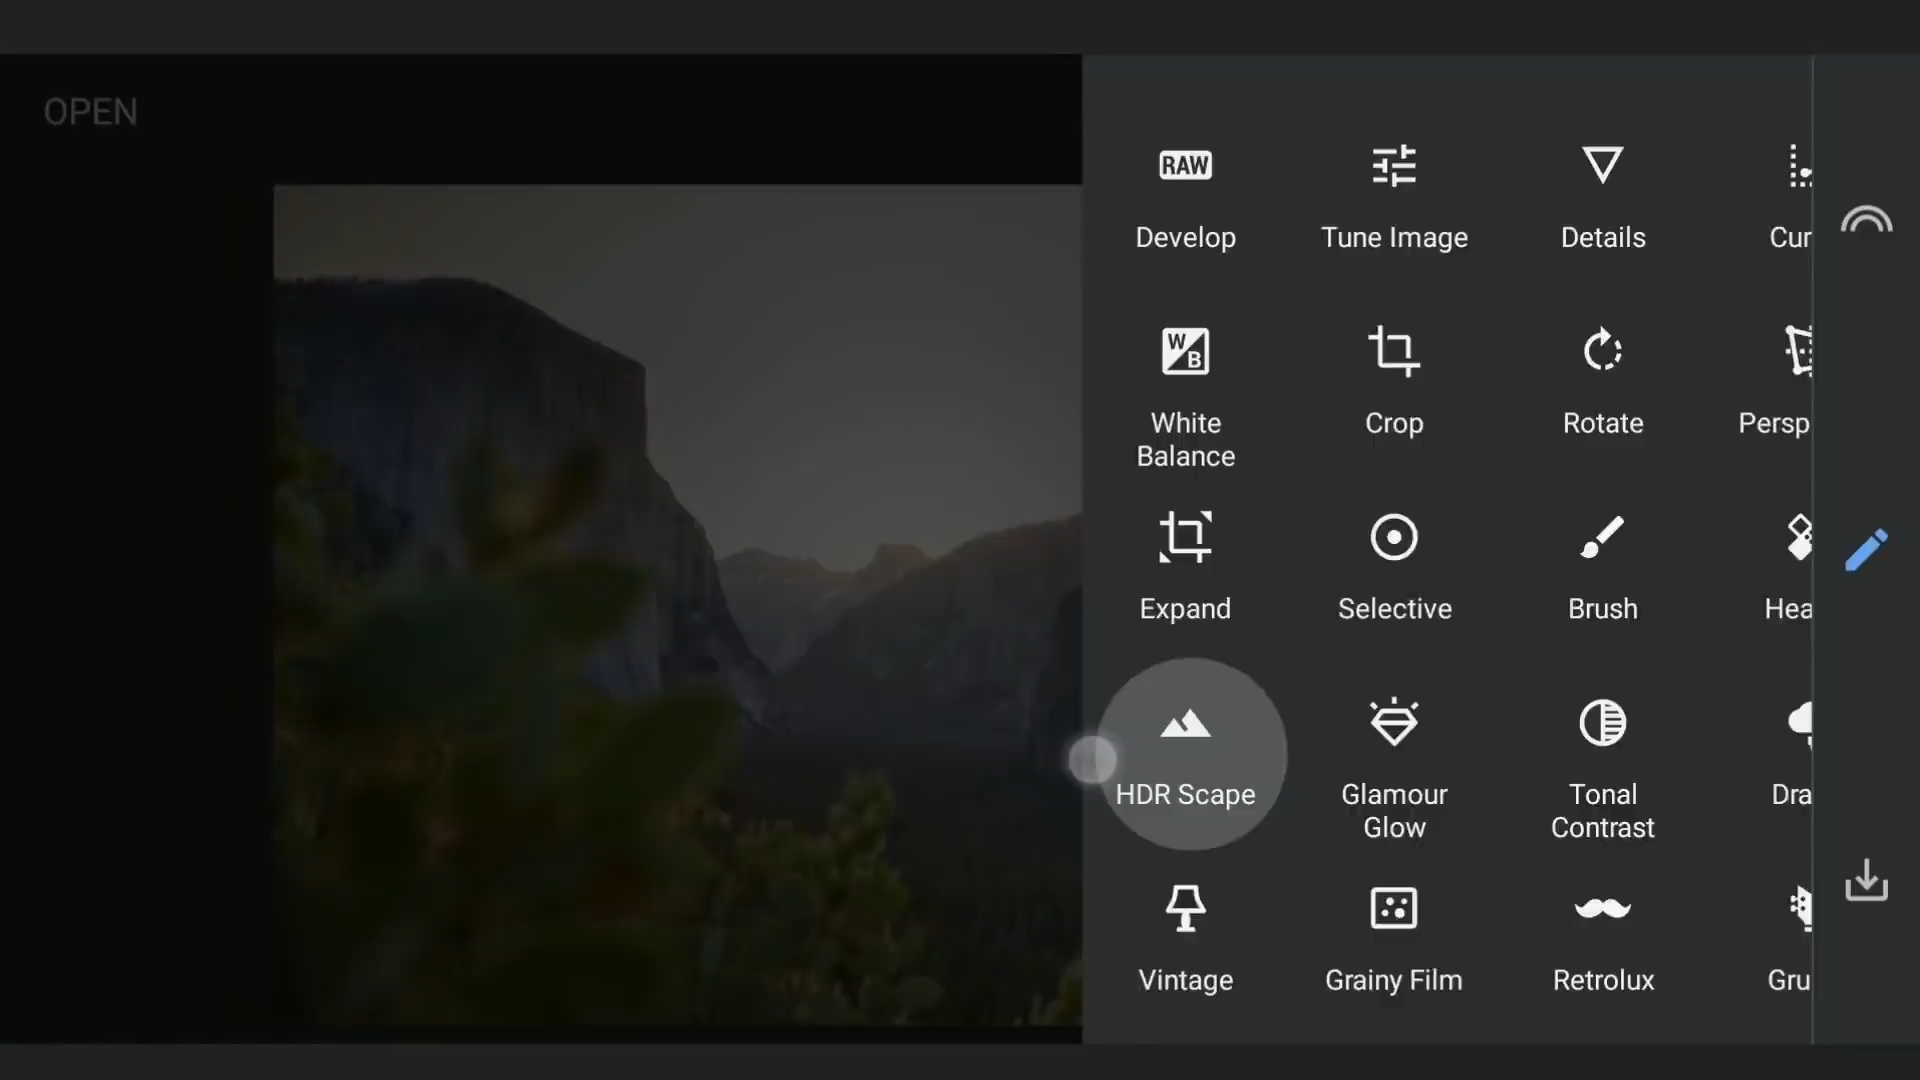 OPEN
RAW
Develop
Tune Image
Details
Cur
W
B
White
Balance
Crop
Rotate
Persp
Expand
Selective
Brush
Hea
HDR Scape
Glamour
Glow
Tonal
Contrast
Dra
Vintage
Grainy Film
Retrolux
Gru